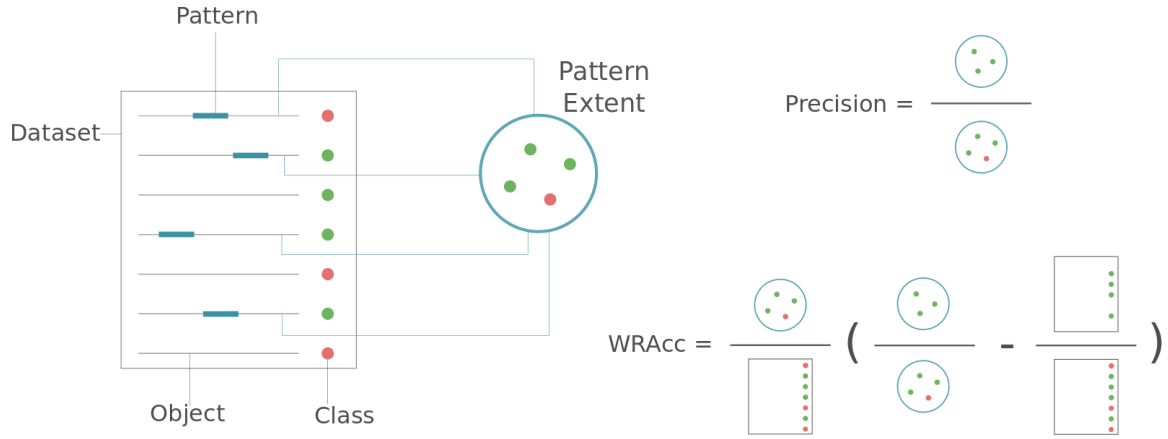 Pattern
Dataset
Object
Class
Pattern
Extent
Precision =
WRAcc = ( - )